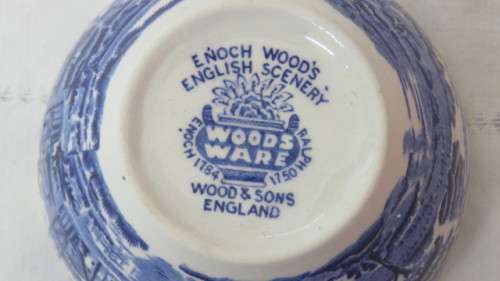 ENOCH WOOD'S
ENGLISH SCENERY
WOODS
WARE
ENOCH 1784
RALPH 1750
WOOD & SONS
ENGLAND